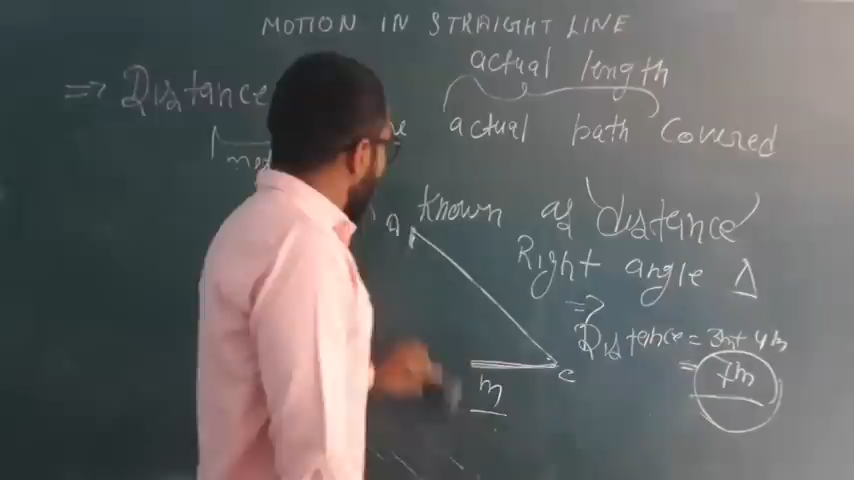 MOTION IN STRAIGHT LINE
actual length
=> Distance
actual path covered
known as distance
A
Right angle Δ
=>
Distance = 3m + 4m
= 7m
C
m